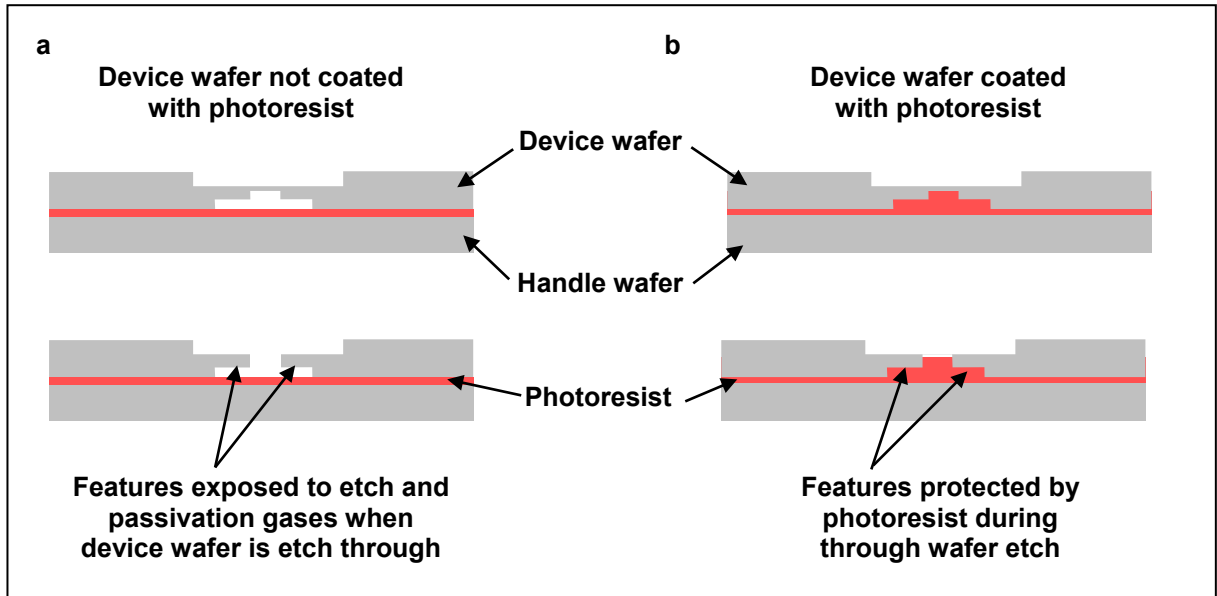 a
Device wafer not coated
with photoresist
b
Device wafer coated
with photoresist
Device wafer
Handle wafer
Photoresist
Features exposed to etch and
passivation gases when
device wafer is etch through
Features protected by
photoresist during
through wafer etch